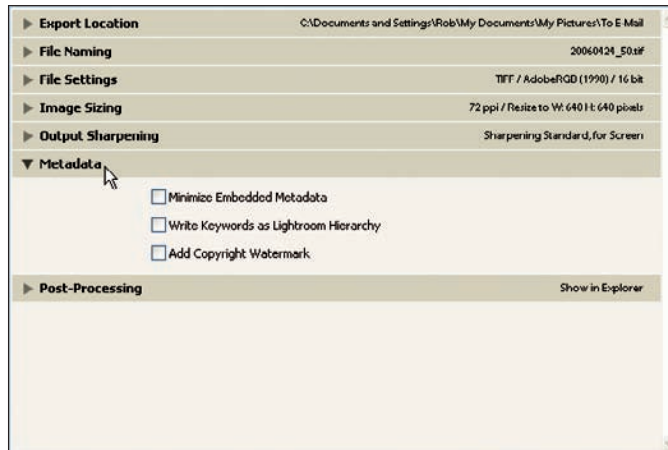 Export Location C:\Documents and Settings\Rob\My Documents\My Pictures\To E-Mail
File Naming 20060424_50.tif
File Settings TIFF / AdobeRGB (1990) / 16 bit
Image Sizing 72 ppi / Resize to W: 640 H: 640 pixels
Output Sharpening Sharpening Standard, for Screen
Metadata
Minimize Embedded Metadata
Write Keywords as Lightroom Hierarchy
Add Copyright Watermark
Post-Processing Show in Explorer